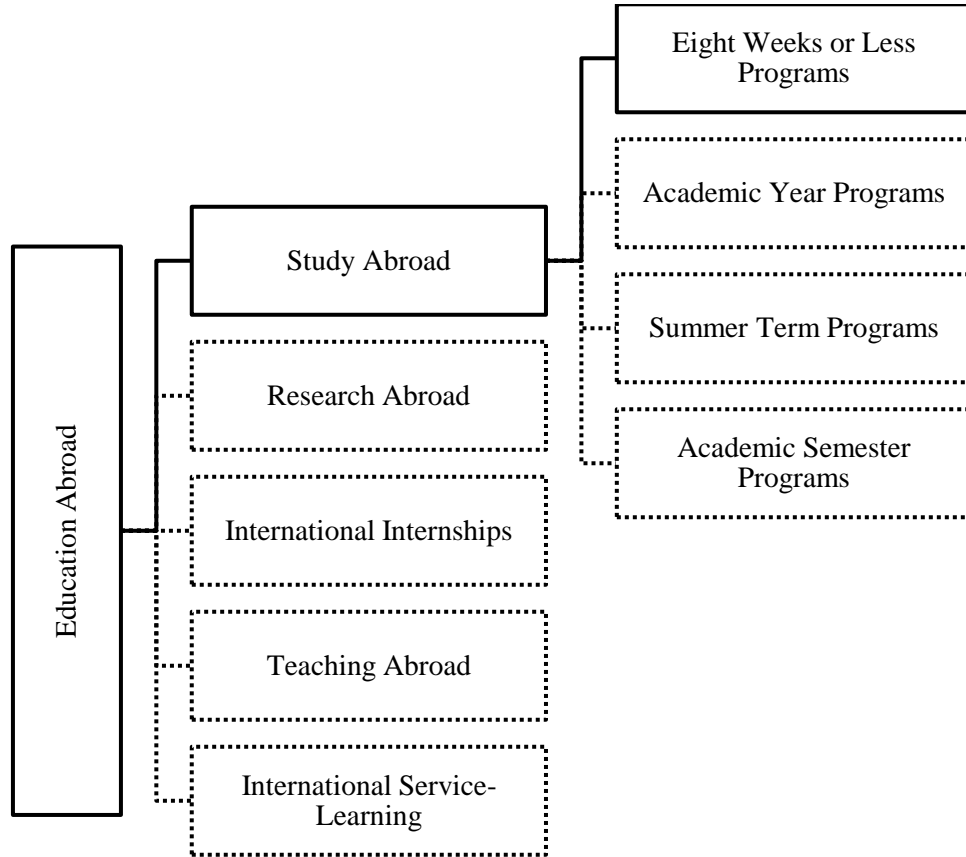 Education Abroad
Study Abroad
Research Abroad
International Internships
Teaching Abroad
International Service-
Learning
Eight Weeks or Less
Programs
Academic Year Programs
Summer Term Programs
Academic Semester
Programs